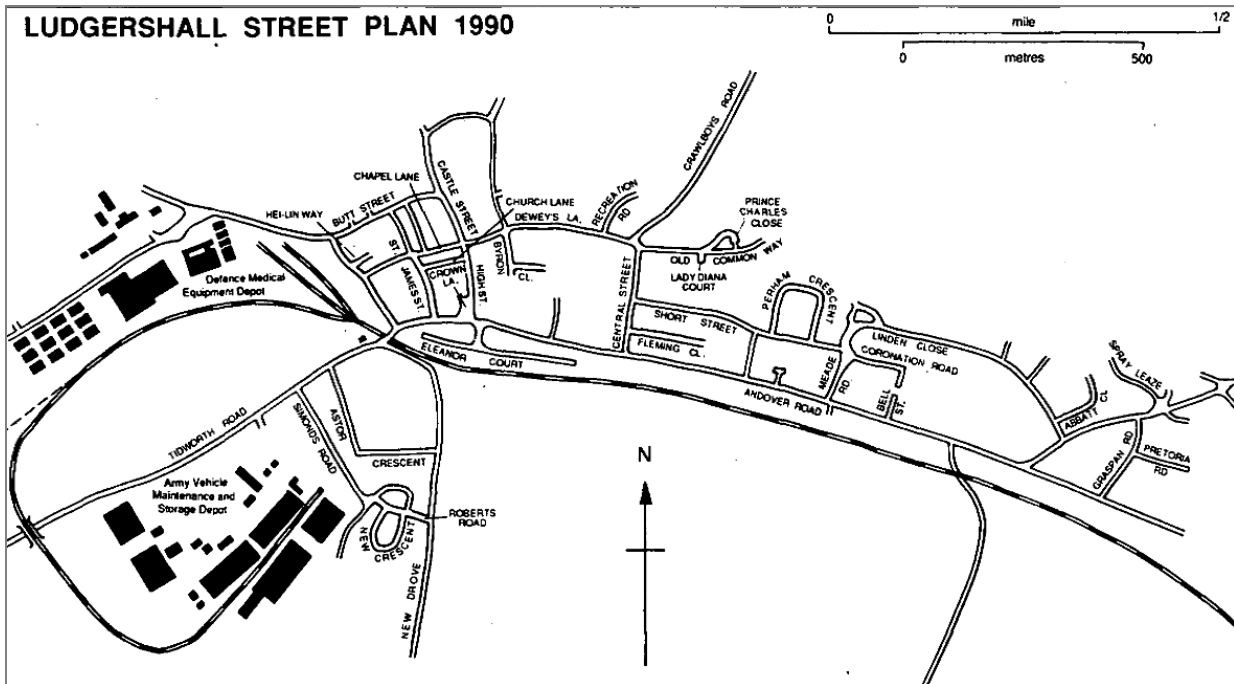 LUDGERSHALL STREET PLAN 1990
0 mile 1/2
0 metres 500
CRAWLBOYS ROAD
CHAPEL LANE
CASTLE STREET
CHURCH LANE
DEWEY'S LA.
RECREATION
RD
PRINCE
CHARLES
CLOSE
HEI-LIN WAY
BUTT STREET
ST.
JAMES ST.
CROWN
LA.
HIGH ST.
BYRON
CL.
OLD COMMON WAY
LADY DIANA
COURT
Defence Medical
Equipment Depot
CENTRAL STREET
PERHAM
CRESCENT
SHORT STREET
FLEMING CL.
LINDEN CLOSE
CORONATION ROAD
SPRAY LEAZE
ELEANOR COURT
MEADE
RD.
BELL
ST.
ANDOVER ROAD
ABBATT CL
GRASPAN RD
PRETORIA
RD
TIDWORTH ROAD
SIMONDS ROAD
ASTOR
CRESCENT
N
Army Vehicle
Maintenance and
Storage Depot
ROBERTS
ROAD
NEW
CRESCENT
NEW DROVE